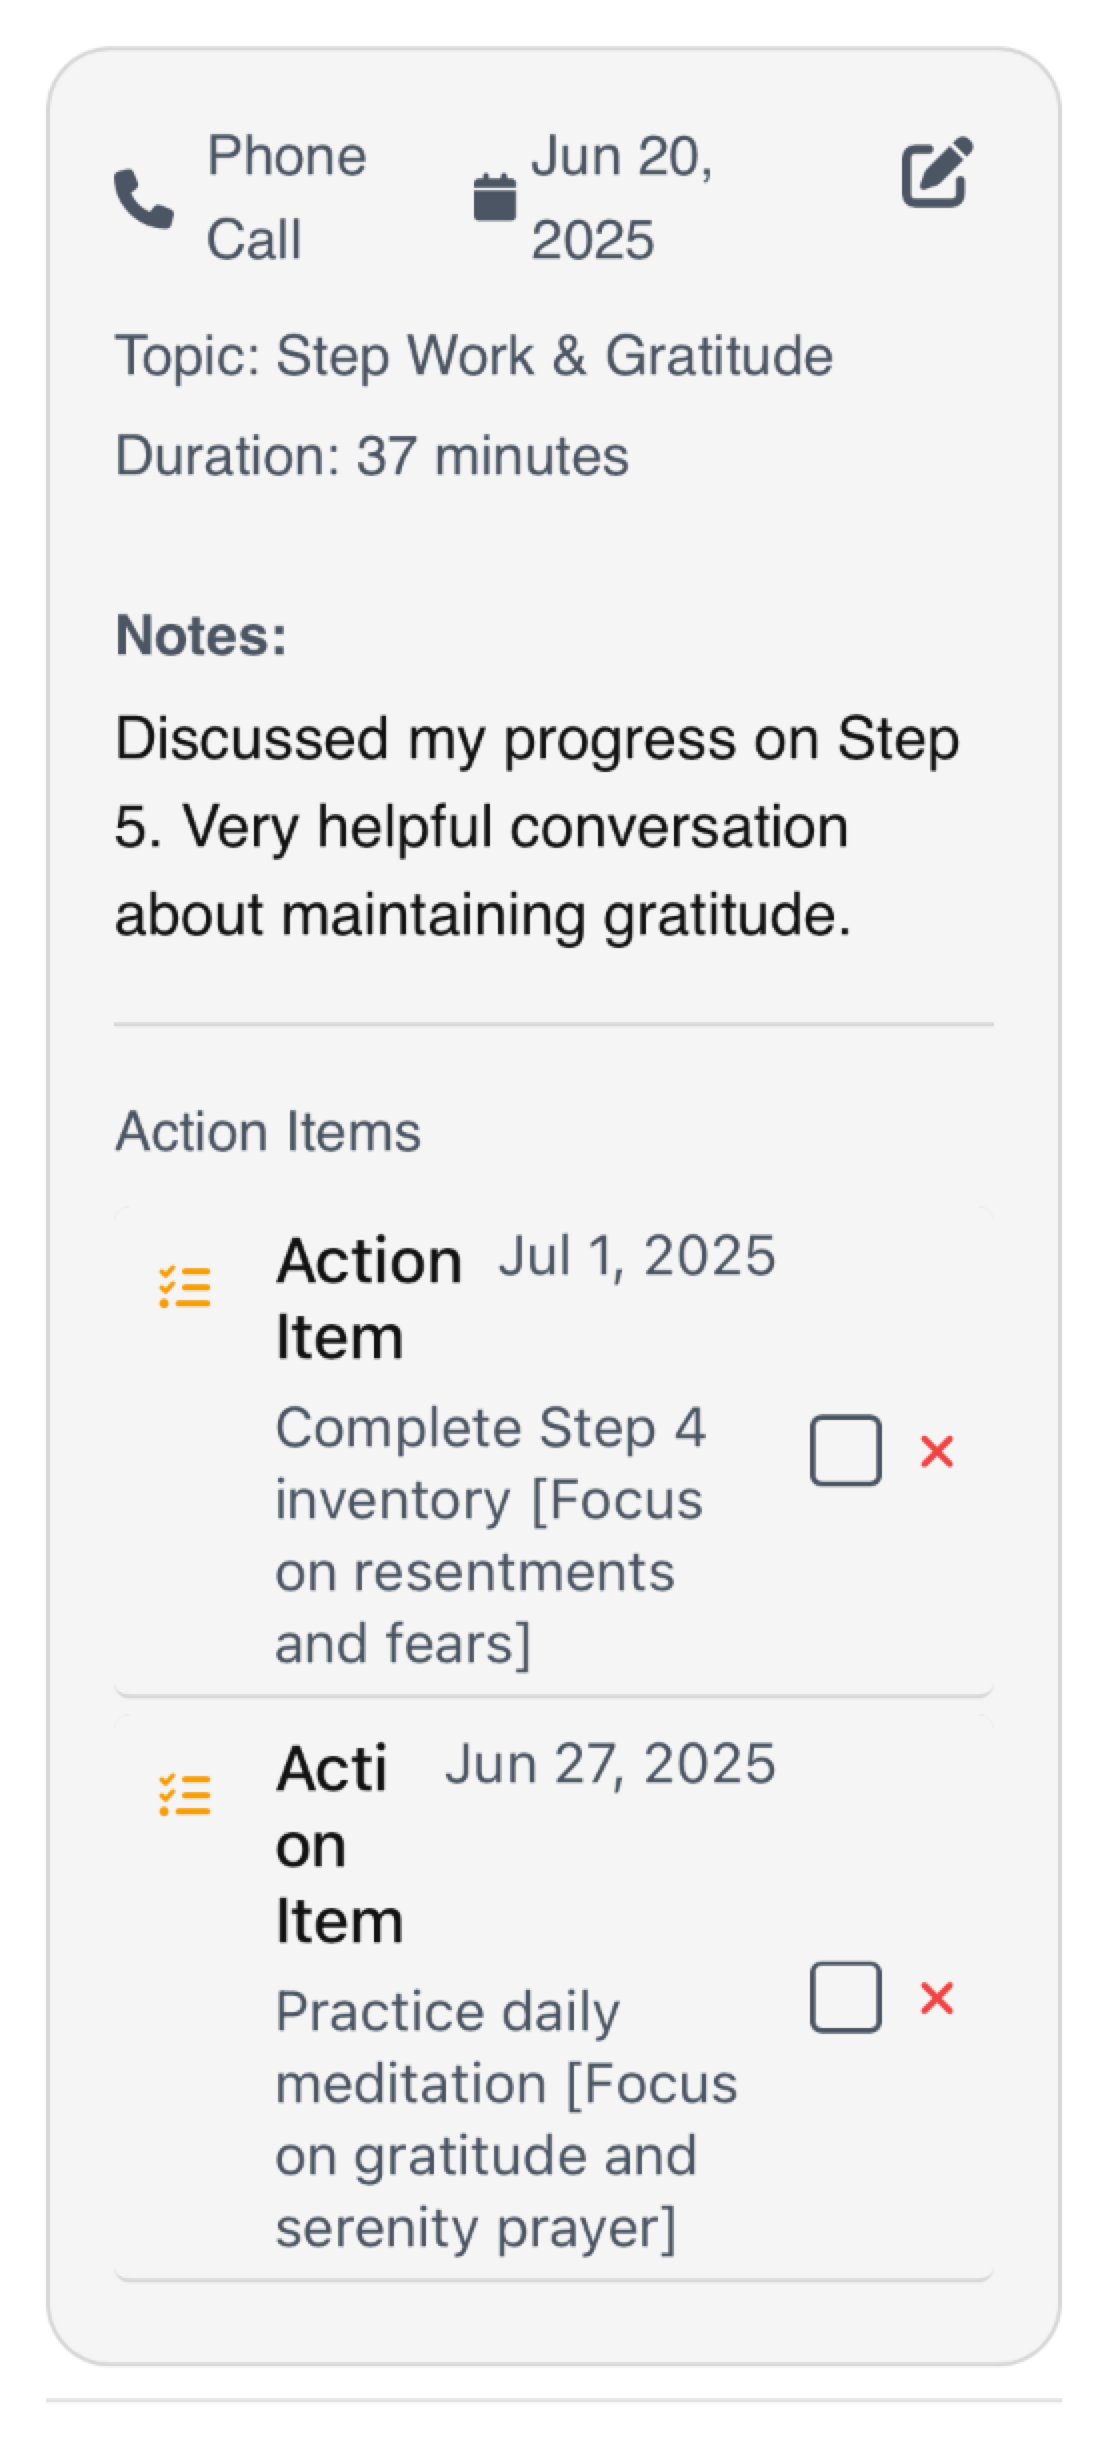 Phone
Call
Jun 20,
2025
Topic: Step Work & Gratitude
Duration: 37 minutes
Notes:
Discussed my progress on Step
5. Very helpful conversation
about maintaining gratitude.
Action Items
Action
Item
Jul 1, 2025
Complete Step 4
inventory [Focus
on resentments
and fears]
Acti
on
Item
Jun 27, 2025
Practice daily
meditation [Focus
on gratitude and
serenity prayer]